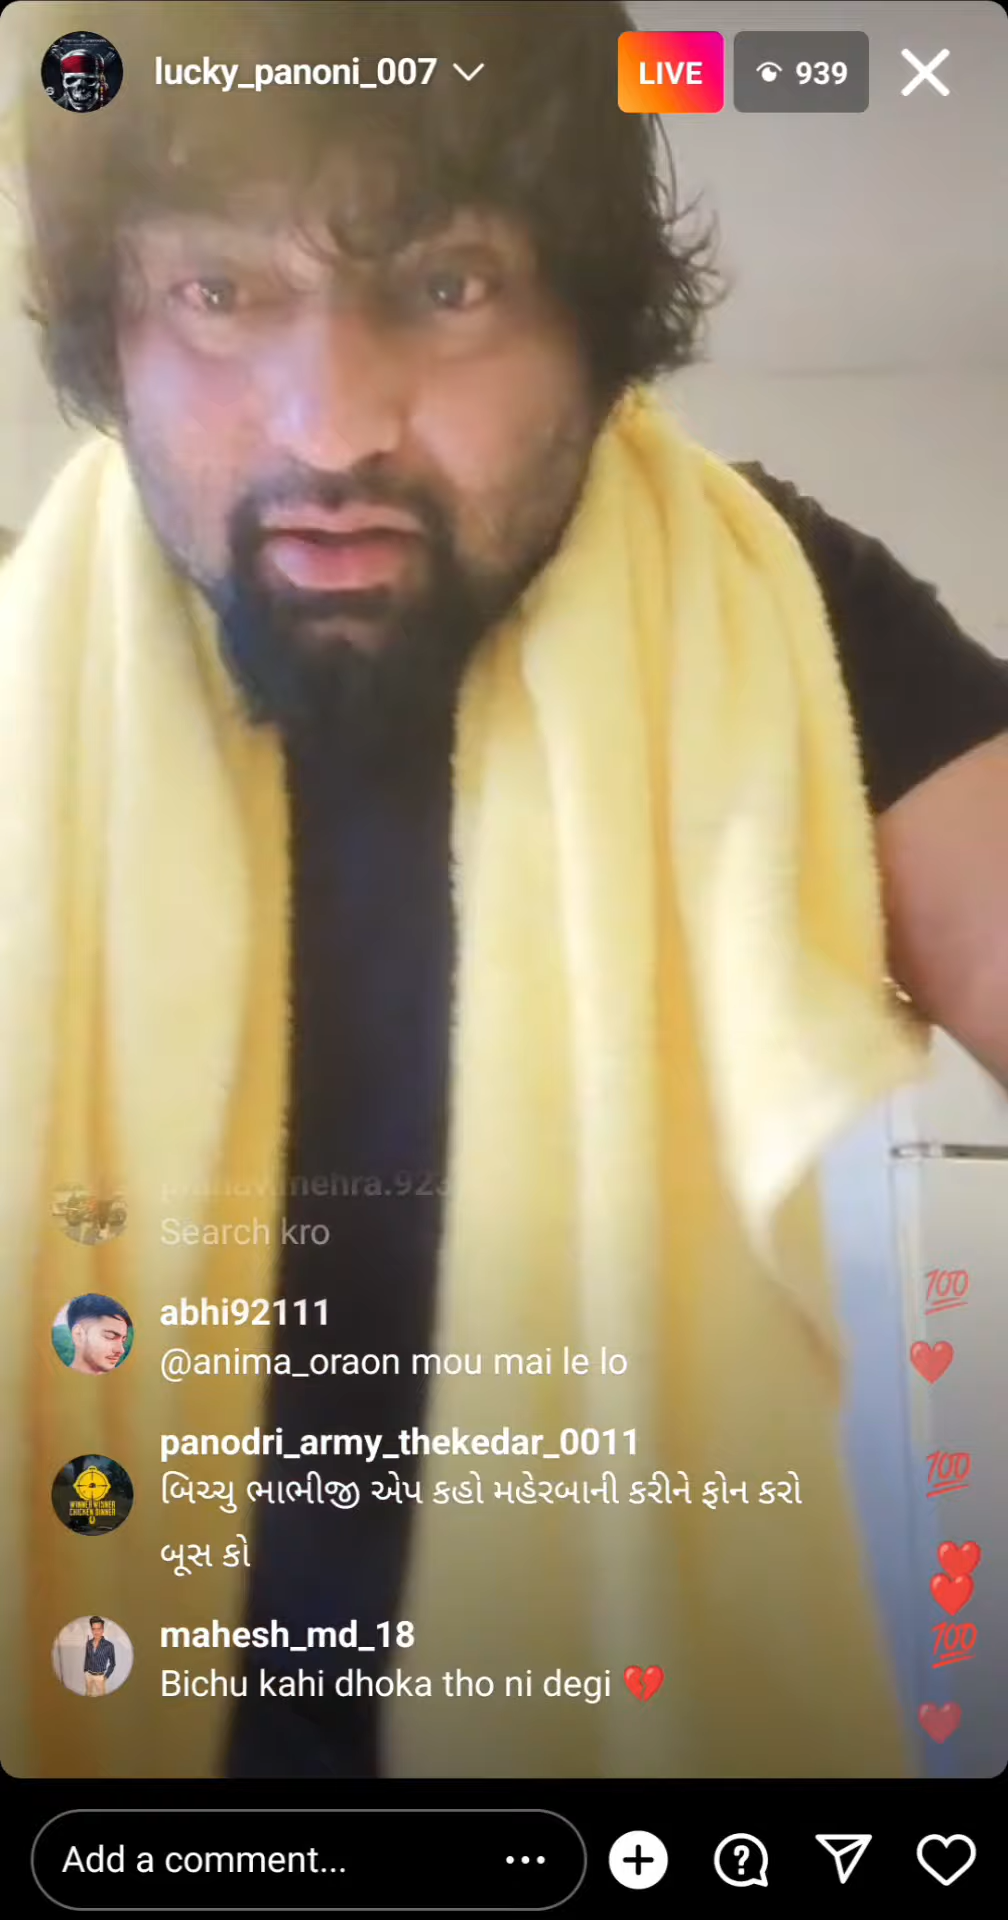 lucky_panoni_007
LIVE
939
Search kro
abhi92111
@anima_oraon mou mai le lo
panodri_army_thekedar_0011
બિચ્ચુ ભાભીજી એપ કહો મહેરબાની કરીને ફોન કરો
બૂસ કો
mahesh_md_18
Bichu kahi dhoka tho ni degi 💔
💯
💯
💯
Add a comment...